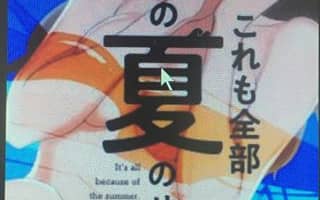 これも全部
の夏の
It's all
because of
the summer.